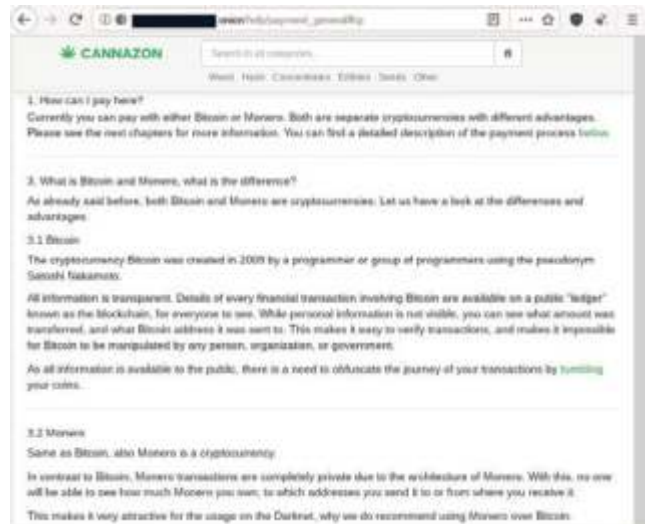 onion/help/payment_general#q
CANNAZON
Search in all categories
Weed Hash Concentrates Edibles Seeds Other
1. How can I pay here?
Currently you can pay with either Bitcoin or Monero. Both are separate cryptocurrencies with different advantages.
Please see the next chapters for more information. You can find a detailed description of the payment process below
3. What is Bitcoin and Monero, what is the difference?
As already said before, both Bitcoin and Monero are cryptocurrencies. Let us have a look at the differences and
advantages
3.1 Bitcoin
The cryptocurrency Bitcoin was created in 2009 by a programmer or group of programmers using the pseudonym
Satoshi Nakamoto.
All information is transparent. Details of every financial transaction involving Bitcoin are available on a public "ledger"
known as the blockchain, for everyone to see. While personal information is not visible, you can see what amount was
transferred, and what Bitcoin address it was sent to. This makes it easy to verify transactions, and makes it impossible
for Bitcoin to be manipulated by any person, organization, or government.
As all information is available to the public, there is a need to obfuscate the journey of your transactions by tumbling
your coins.
3.2 Monero
Same as Bitcoin, also Monero is a cryptocurrency
In contrast to Bitcoin, Monero transactions are completely private due to the architecture of Monero. With this, no one
will be able to see how much Monero you own, to which addresses you send it to or from where you receive it
This makes it very attractive for the usage on the Darknet, why we do recommend using Monero over Bitcoin.